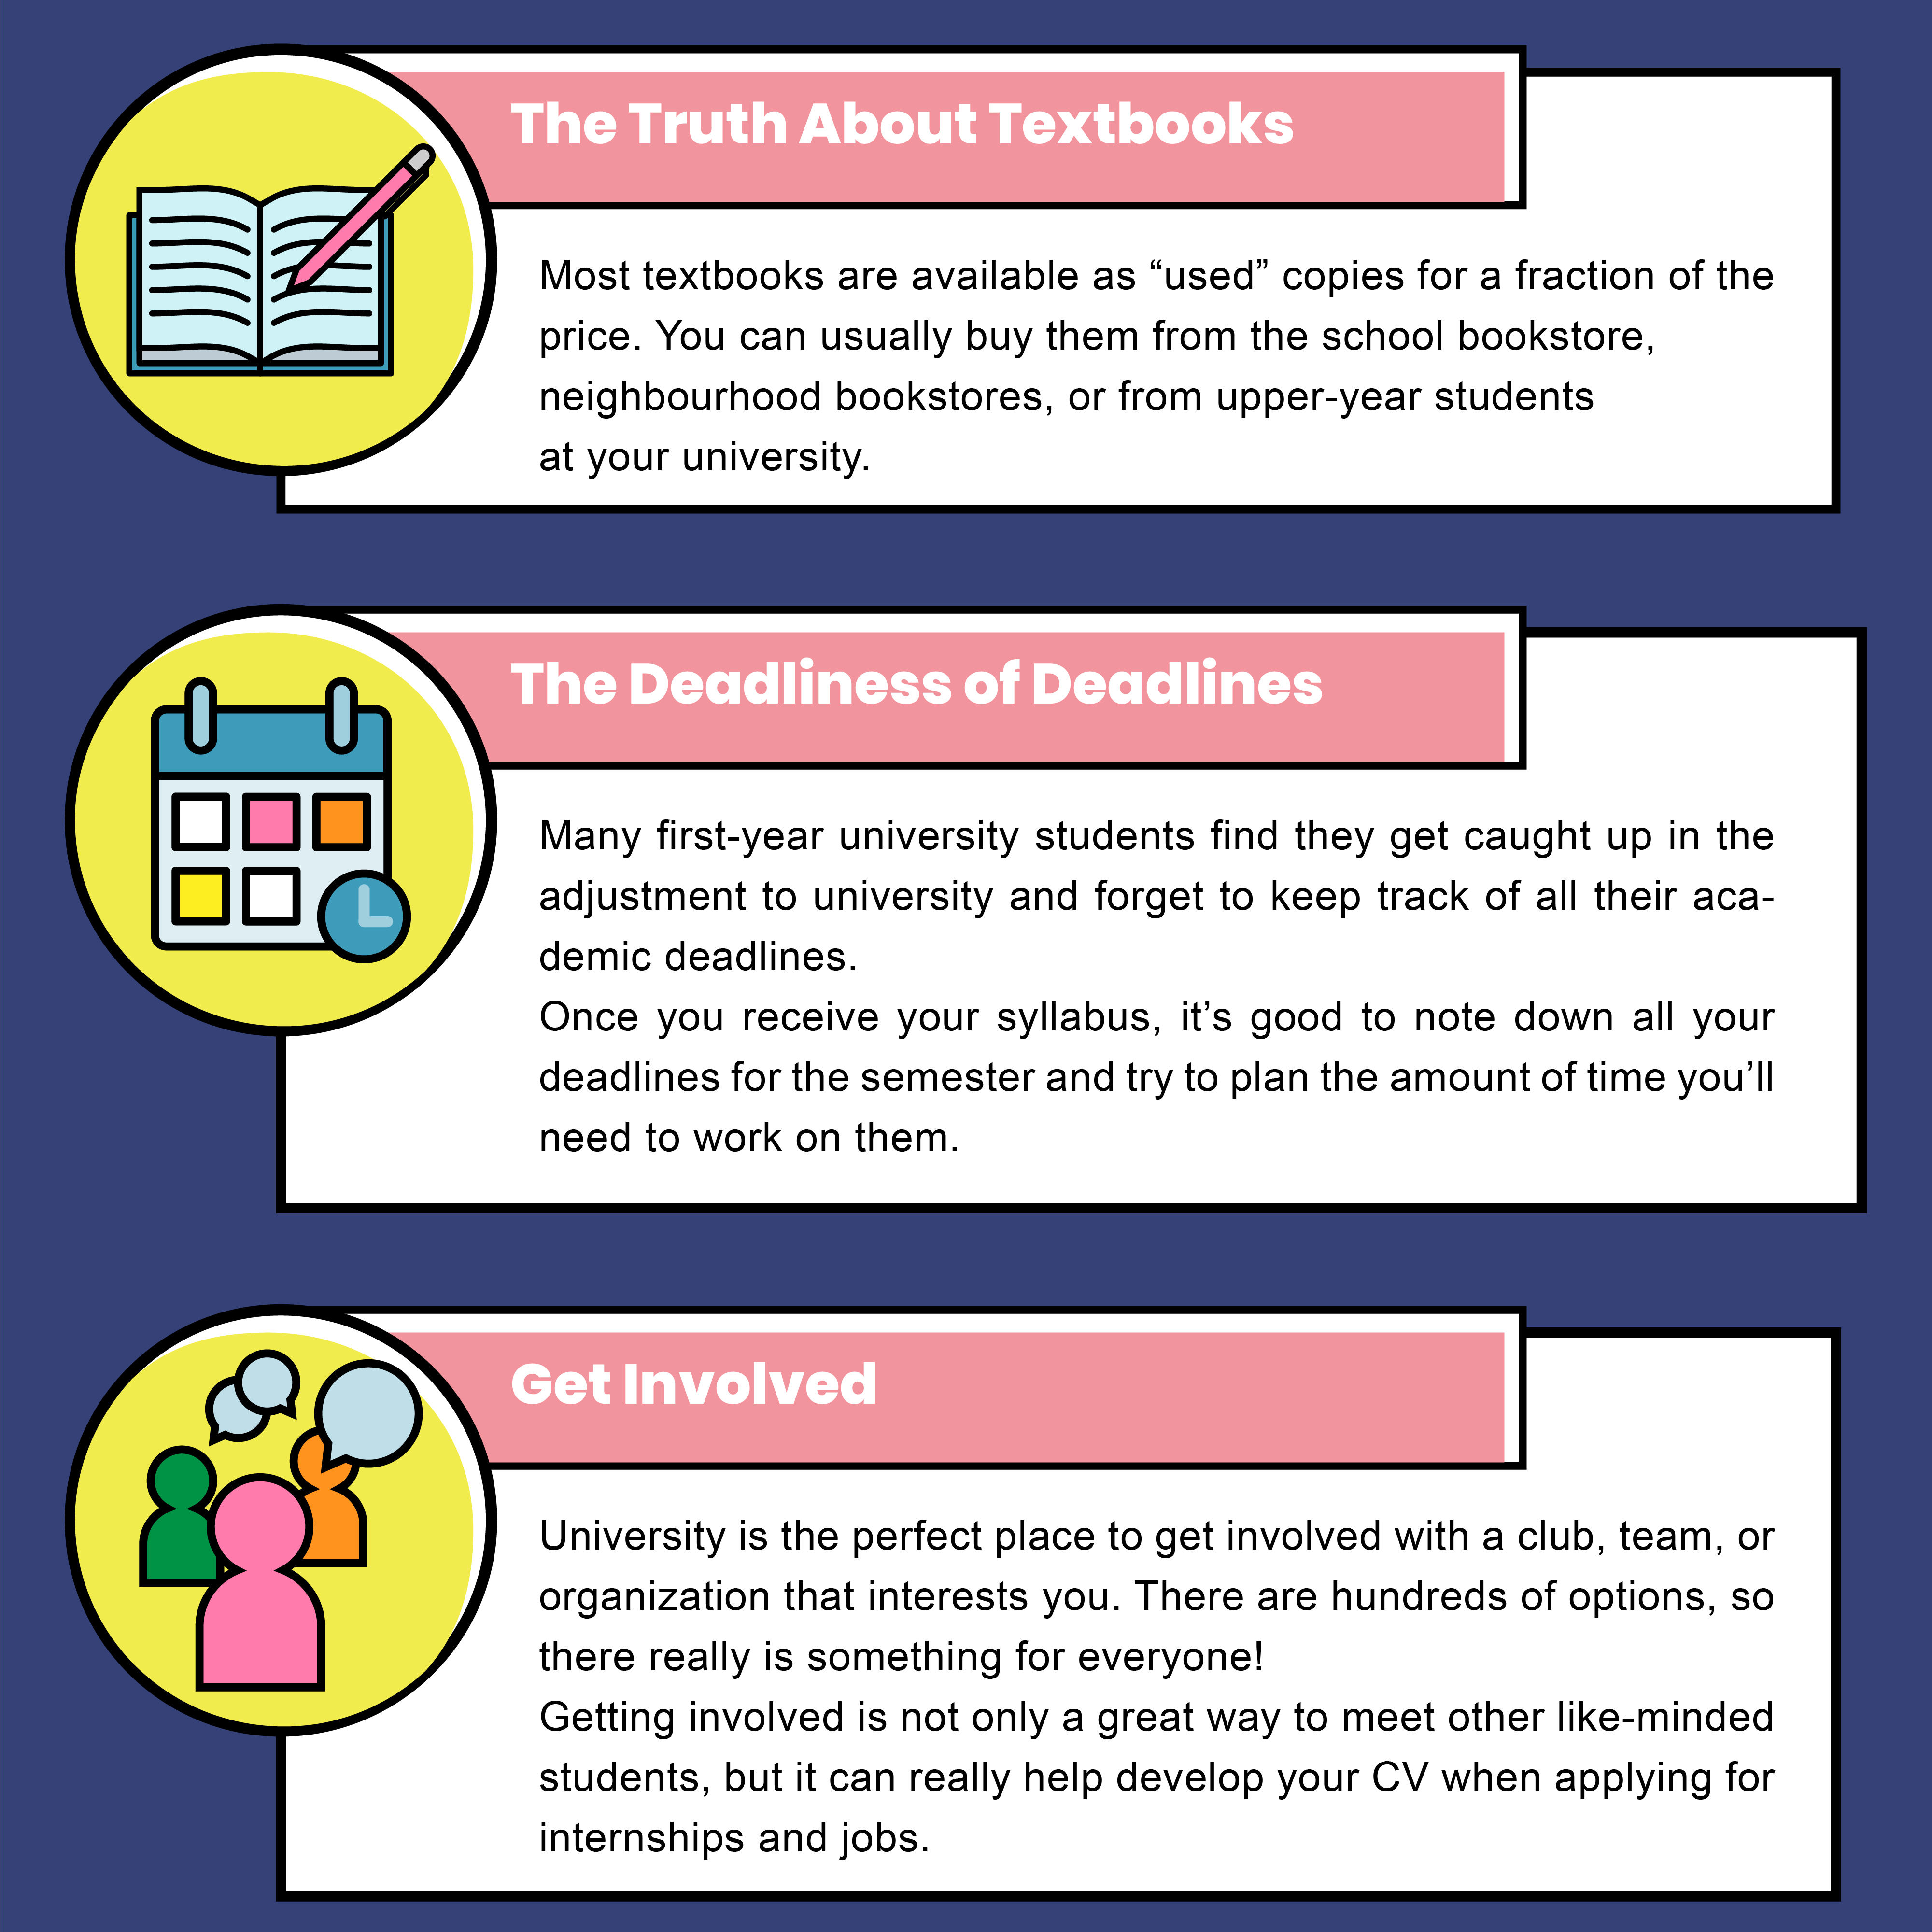 The Truth About Textbooks
Most textbooks are available as “used” copies for a fraction of the
price. You can usually buy them from the school bookstore,
neighbourhood bookstores, or from upper-year students
at your university.
The Deadliness of Deadlines
Many first-year university students find they get caught up in the
adjustment to university and forget to keep track of all their aca-
demic deadlines.
Once you receive your syllabus, it’s good to note down all your
deadlines for the semester and try to plan the amount of time you’ll
need to work on them.
Get Involved
University is the perfect place to get involved with a club, team, or
organization that interests you. There are hundreds of options, so
there really is something for everyone!
Getting involved is not only a great way to meet other like-minded
students, but it can really help develop your CV when applying for
internships and jobs.